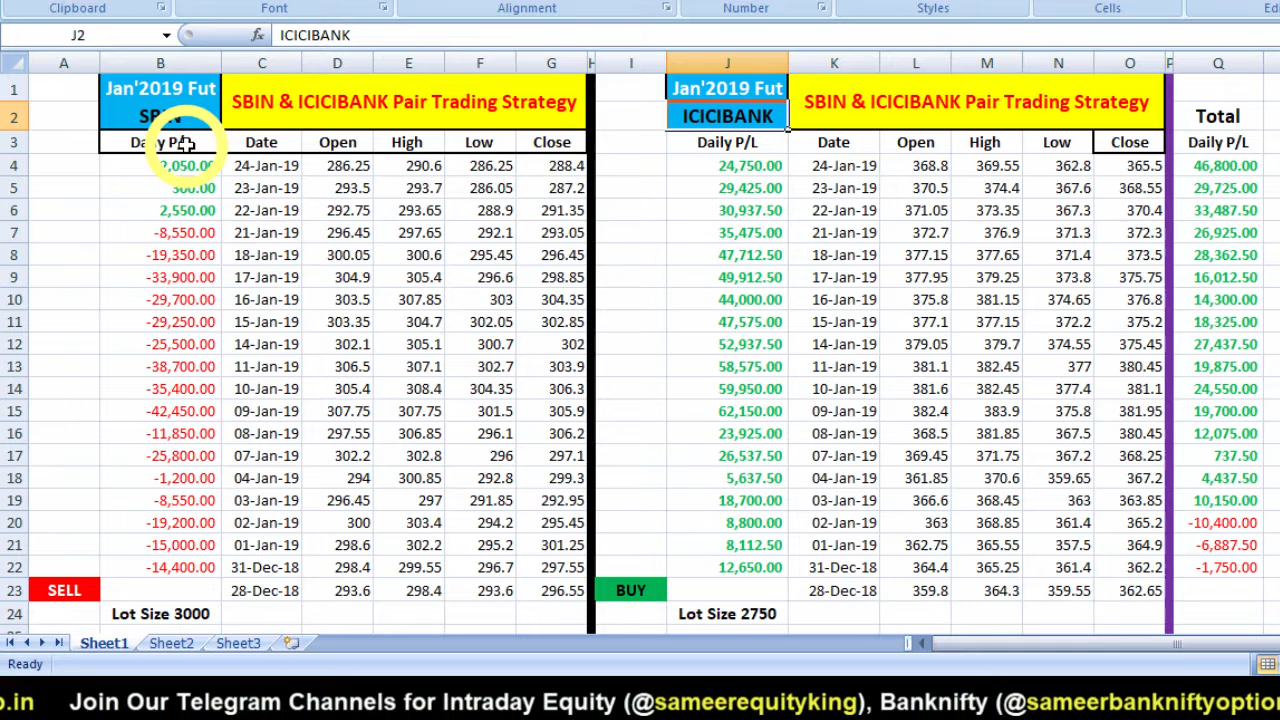 Clipboard Font Alignment Number Styles Cells
J2 fx ICICIBANK
A B C D E F G H I J K L M N O P Q
1 Jan'2019 Fut SBIN & ICICIBANK Pair Trading Strategy Jan'2019 Fut SBIN & ICICIBANK Pair Trading Strategy
2 SBIN ICICIBANK Total
3 Daily P/L Date Open High Low Close Daily P/L Date Open High Low Close Daily P/L
4 2,050.00 24-Jan-19 286.25 290.6 286.25 288.4 24,750.00 24-Jan-19 368.8 369.55 362.8 365.5 46,800.00
5 300.00 23-Jan-19 293.5 293.7 286.05 287.2 29,425.00 23-Jan-19 370.5 374.4 367.6 368.55 29,725.00
6 2,550.00 22-Jan-19 292.75 293.65 288.9 291.35 30,937.50 22-Jan-19 371.05 373.35 367.3 370.4 33,487.50
7 -8,550.00 21-Jan-19 296.45 297.65 292.1 293.05 35,475.00 21-Jan-19 372.7 376.9 371.3 372.3 26,925.00
8 -19,350.00 18-Jan-19 300.05 300.6 295.45 296.45 47,712.50 18-Jan-19 377.15 377.65 371.4 373.5 28,362.50
9 -33,900.00 17-Jan-19 304.9 305.4 296.6 298.85 49,912.50 17-Jan-19 377.95 379.25 373.8 375.75 16,012.50
10 -29,700.00 16-Jan-19 303.5 307.85 303 304.35 44,000.00 16-Jan-19 375.8 381.15 374.65 376.8 14,300.00
11 -29,250.00 15-Jan-19 303.35 304.7 302.05 302.85 47,575.00 15-Jan-19 377.1 377.15 372.2 375.2 18,325.00
12 -25,500.00 14-Jan-19 302.1 305.1 300.7 302 52,937.50 14-Jan-19 379.05 379.7 374.55 375.45 27,437.50
13 -38,700.00 11-Jan-19 306.5 307.1 302.7 303.9 58,575.00 11-Jan-19 381.1 382.45 377 380.45 19,875.00
14 -35,400.00 10-Jan-19 305.4 308.4 304.35 306.3 59,950.00 10-Jan-19 381.6 382.45 377.4 381.1 24,550.00
15 -42,450.00 09-Jan-19 307.75 307.75 301.5 305.9 62,150.00 09-Jan-19 382.4 383.9 375.8 381.95 19,700.00
16 -11,850.00 08-Jan-19 297.55 306.85 296.1 306.2 23,925.00 08-Jan-19 368.5 381.85 367.5 380.45 12,075.00
17 -25,800.00 07-Jan-19 302.2 302.8 296 297.1 26,537.50 07-Jan-19 369.45 371.75 367.2 368.25 737.50
18 -1,200.00 04-Jan-19 294 300.85 292.8 299.3 5,637.50 04-Jan-19 361.85 370.6 359.65 367.2 4,437.50
19 -8,550.00 03-Jan-19 296.45 297 291.85 292.95 18,700.00 03-Jan-19 366.6 368.45 363 363.85 10,150.00
20 -19,200.00 02-Jan-19 300 303.4 294.2 295.45 8,800.00 02-Jan-19 363 368.85 361.4 365.2 -10,400.00
21 -15,000.00 01-Jan-19 298.6 302.2 295.2 301.25 8,112.50 01-Jan-19 362.75 365.55 357.5 364.9 -6,887.50
22 -14,400.00 31-Dec-18 298.4 299.55 296.7 297.55 12,650.00 31-Dec-18 364.4 365.25 361.4 362.2 -1,750.00
23 SELL 28-Dec-18 293.6 298.4 293.6 296.55 BUY 28-Dec-18 359.8 364.3 359.55 362.65
24 Lot Size 3000 Lot Size 2750
Sheet1 Sheet2 Sheet3
Ready
p.in Join Our Telegram Channels for Intraday Equity (@sameerequityking), Banknifty (@sameerbankniftyoptio